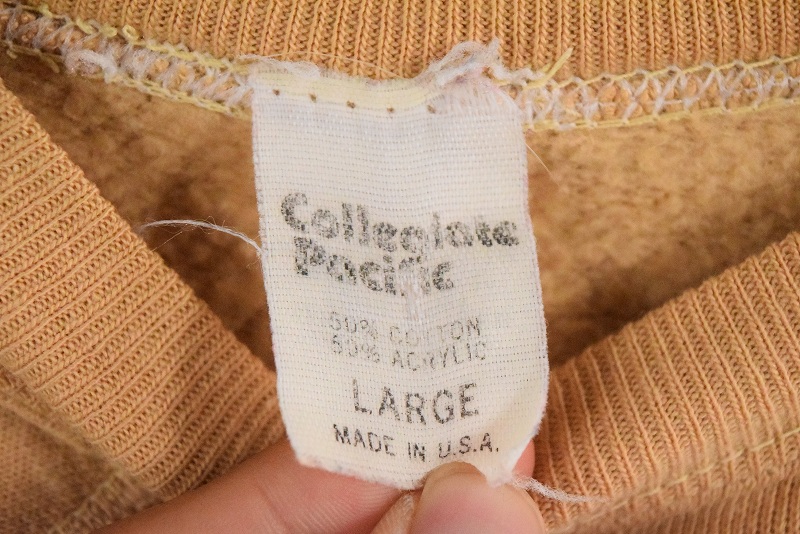 Collegiate
Pacific
50% COTTON
50% ACRYLIC
LARGE
MADE IN U.S.A.